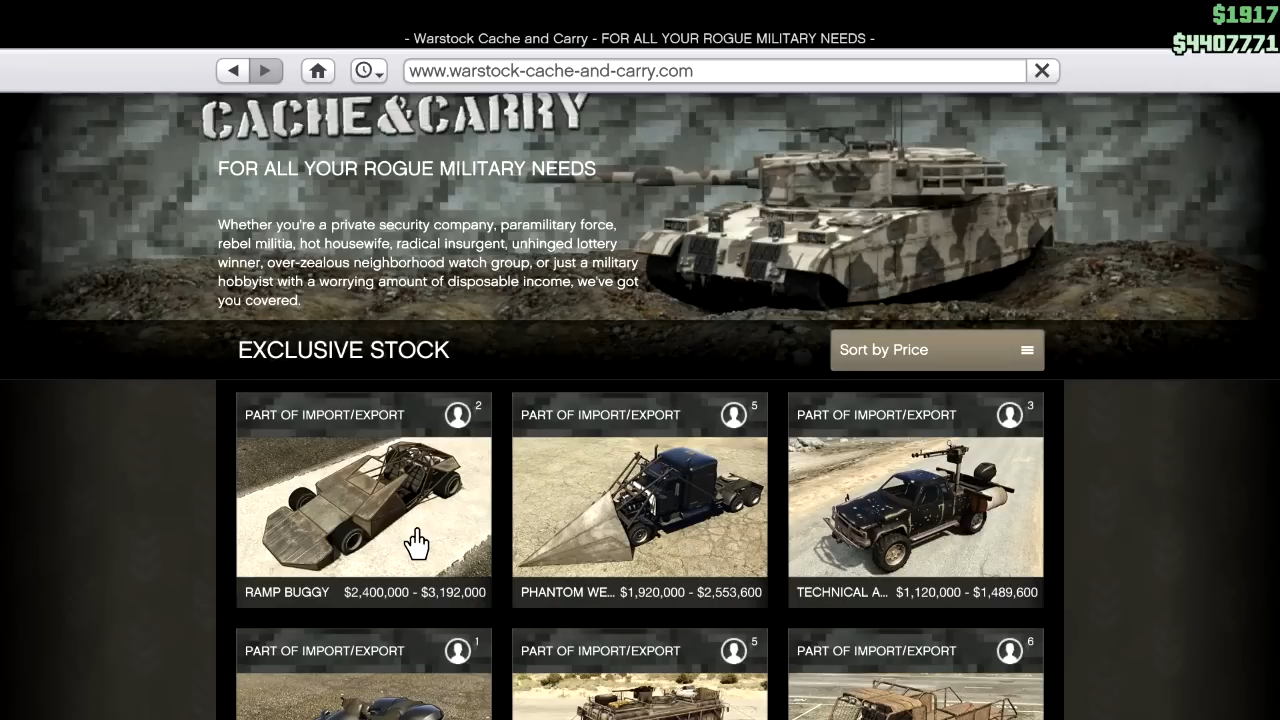 $1917
- Warstock Cache and Carry - FOR ALL YOUR ROGUE MILITARY NEEDS -
$4407771
www.warstock-cache-and-carry.com
CACHE&CARRY
FOR ALL YOUR ROGUE MILITARY NEEDS
Whether you're a private security company, paramilitary force,
rebel militia, hot housewife, radical insurgent, unhinged lottery
winner, over-zealous neighborhood watch group, or just a military
hobbyist with a worrying amount of disposable income, we've got
you covered.
EXCLUSIVE STOCK
Sort by Price
PART OF IMPORT/EXPORT 2
PART OF IMPORT/EXPORT 5
PART OF IMPORT/EXPORT 3
RAMP BUGGY $2,400,000 - $3,192,000
PHANTOM WE... $1,920,000 - $2,553,600
TECHNICAL A... $1,120,000 - $1,489,600
PART OF IMPORT/EXPORT 1
PART OF IMPORT/EXPORT 5
PART OF IMPORT/EXPORT 6